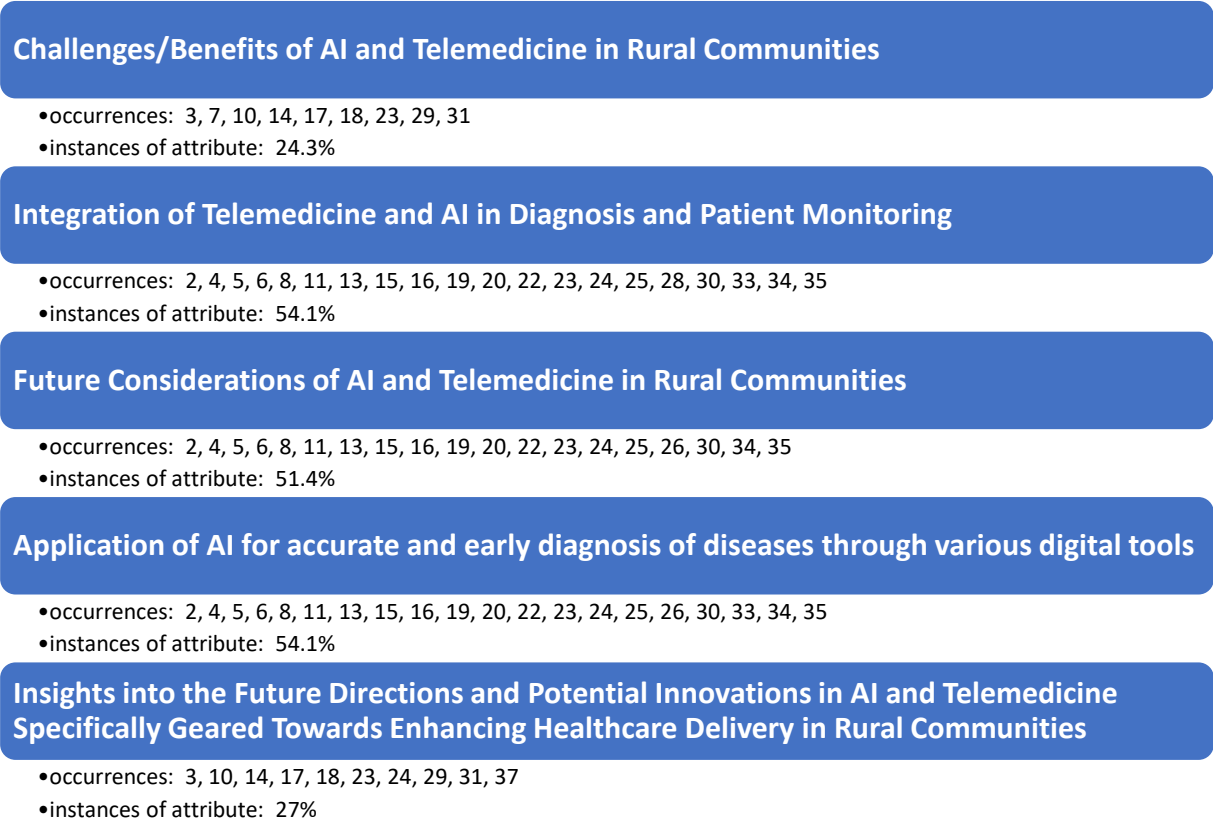 Challenges/Benefits of AI and Telemedicine in Rural Communities
•occurrences: 3, 7, 10, 14, 17, 18, 23, 29, 31
•instances of attribute: 24.3%
Integration of Telemedicine and AI in Diagnosis and Patient Monitoring
•occurrences: 2, 4, 5, 6, 8, 11, 13, 15, 16, 19, 20, 22, 23, 24, 25, 28, 30, 33, 34, 35
•instances of attribute: 54.1%
Future Considerations of AI and Telemedicine in Rural Communities
•occurrences: 2, 4, 5, 6, 8, 11, 13, 15, 16, 19, 20, 22, 23, 24, 25, 26, 30, 34, 35
•instances of attribute: 51.4%
Application of AI for accurate and early diagnosis of diseases through various digital tools
•occurrences: 2, 4, 5, 6, 8, 11, 13, 15, 16, 19, 20, 22, 23, 24, 25, 26, 30, 33, 34, 35
•instances of attribute: 54.1%
Insights into the Future Directions and Potential Innovations in AI and Telemedicine
Specifically Geared Towards Enhancing Healthcare Delivery in Rural Communities
•occurrences: 3, 10, 14, 17, 18, 23, 24, 29, 31, 37
•instances of attribute: 27%